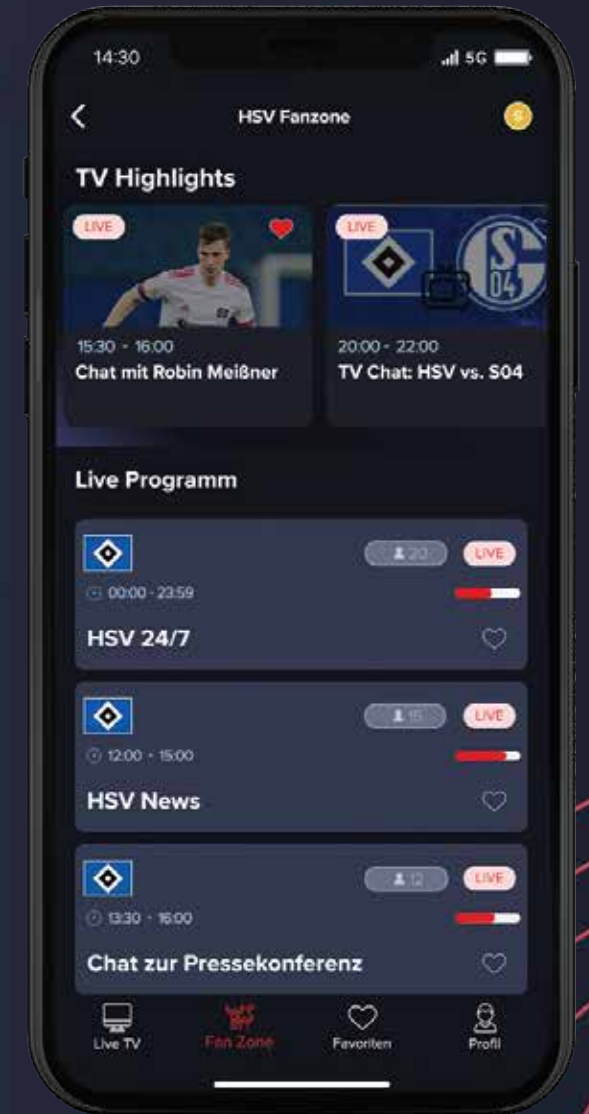 14:30
5G
HSV Fanzone
TV Highlights
LIVE
LIVE
S
04
15:30 - 16:00
20:00 - 22:00
Chat mit Robin Meißner
TV Chat: HSV vs. S04
Live Programm
20
LIVE
00:00 - 23:59
HSV 24/7
15
LIVE
12:00 - 15:00
HSV News
12
LIVE
13:30 - 16:00
Chat zur Pressekonferenz
Live TV
Fan Zone
Favoriten
Profil